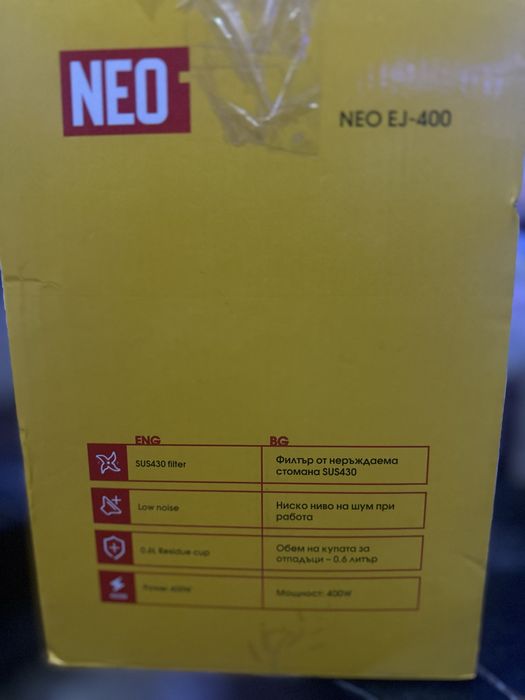 NEO
NEO EJ-400
ENG BG
SUS430 filter
Филтър от неръждаема
стомана SUS430
Low noise
Ниско ниво на шум при
работа
0.6L Residue cup
Обем на купата за
отпадъци – 0.6 литър
Power: 400W
Мощност: 400W